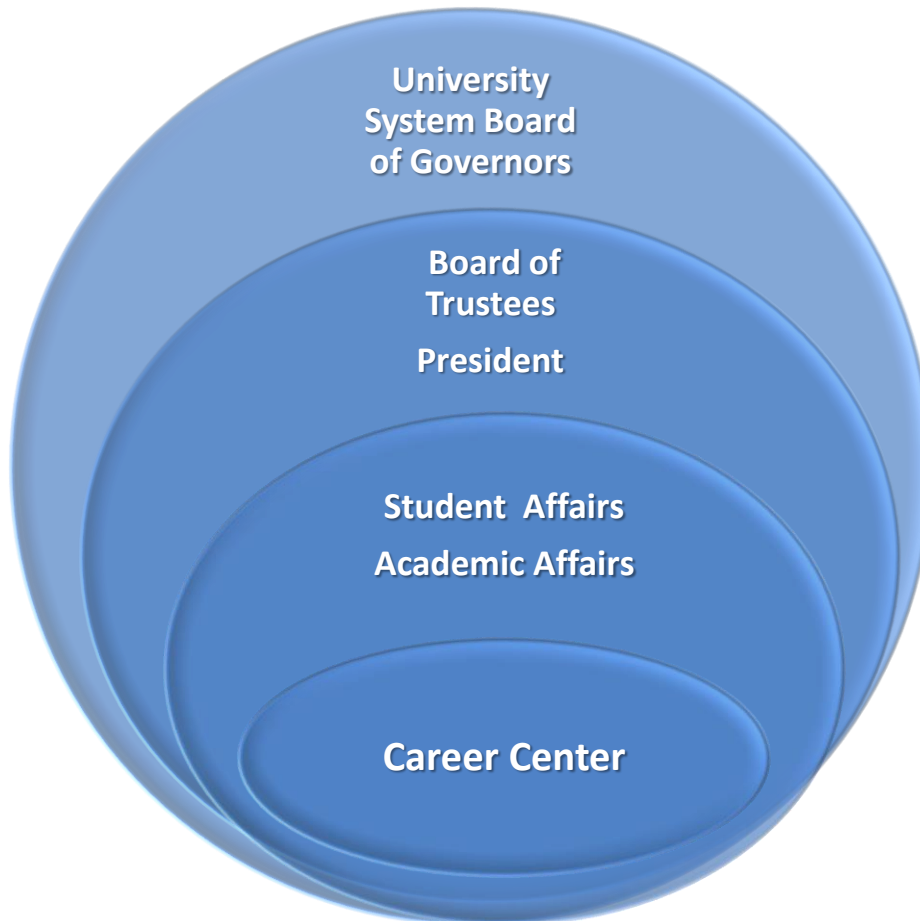 University
System Board
of Governors
Board of
Trustees
President
Student  Affairs
Academic Affairs
Career Center